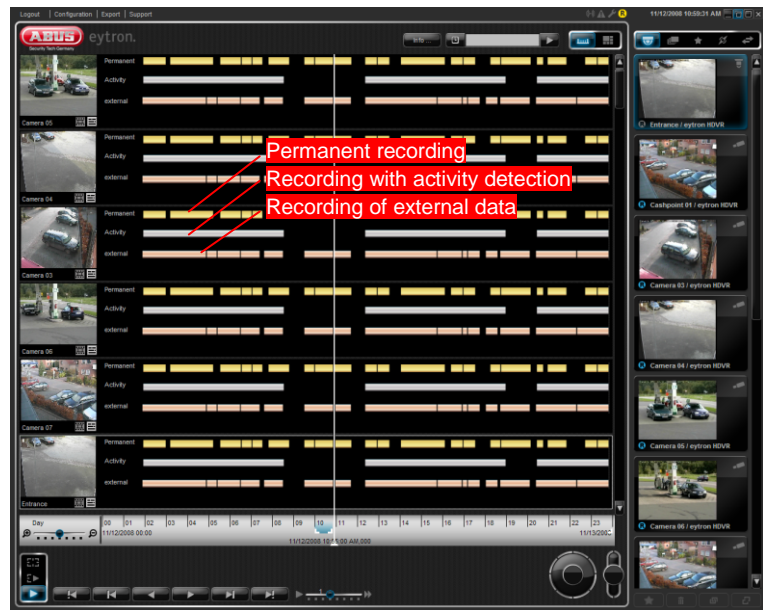 Logout | Configuration | Export | Support
11/12/2008 10:59:31 AM
ABUS
Security Tech Germany
eytron.
Info ...
Permanent
Activity
external
Camera 05
Permanent
Activity
external
Camera 04
Permanent recording
Recording with activity detection
Recording of external data
Permanent
Activity
external
Camera 03
Permanent
Activity
external
Camera 06
Permanent
Activity
external
Camera 07
Permanent
Activity
external
Entrance
Entrance / eytron HDVR
Cashpoint 01 / eytron HDVR
Camera 03 / eytron HDVR
Camera 04 / eytron HDVR
Camera 05 / eytron HDVR
Camera 06 / eytron HDVR
Day
00 01 02 03 04 05 06 07 08 09 10 11 12 13 14 15 16 17 18 19 20 21 22 23
11/12/2008 00:00